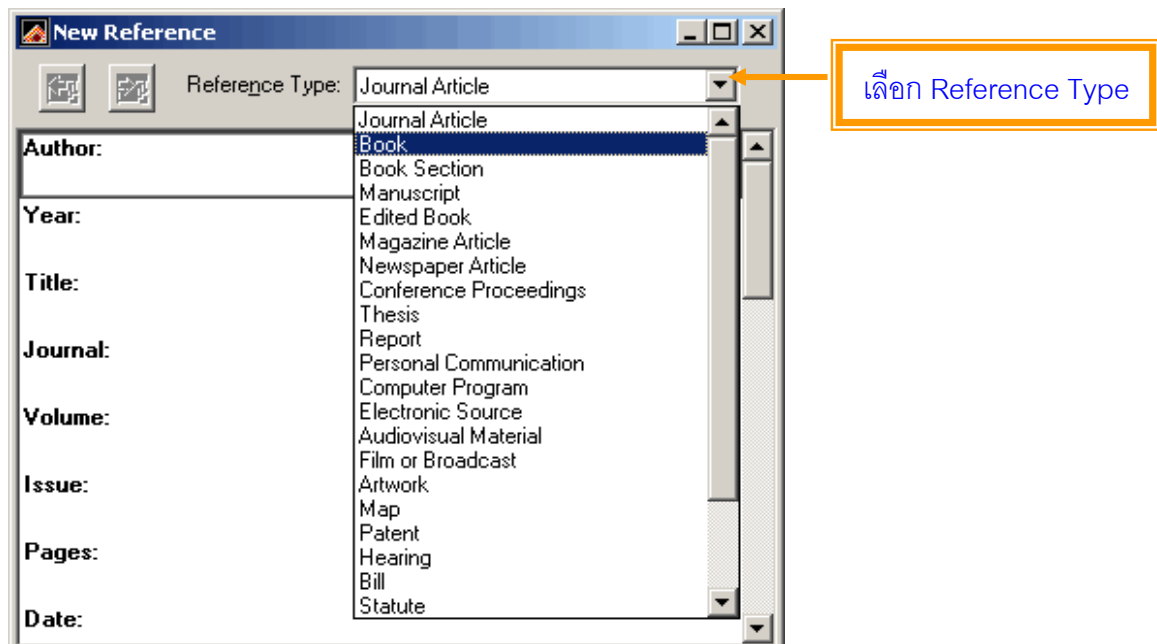 New Reference
Reference Type: Journal Article
เลือก Reference Type
Journal Article
Book
Book Section
Manuscript
Edited Book
Magazine Article
Newspaper Article
Conference Proceedings
Thesis
Report
Personal Communication
Computer Program
Electronic Source
Audiovisual Material
Film or Broadcast
Artwork
Map
Patent
Hearing
Bill
Statute
Author:
Year:
Title:
Journal:
Volume:
Issue:
Pages:
Date: